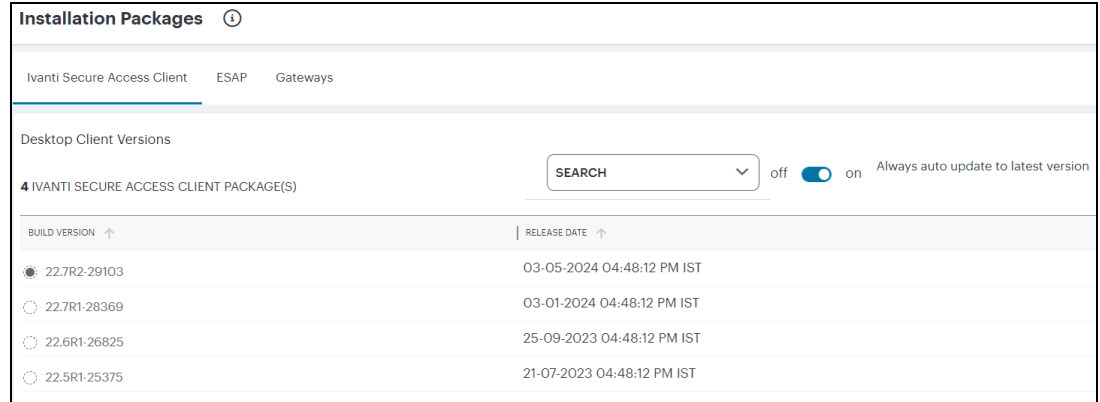 Installation Packages
Ivanti Secure Access Client ESAP Gateways
Desktop Client Versions
4 IVANTI SECURE ACCESS CLIENT PACKAGE(S) SEARCH off on Always auto update to latest version
BUILD VERSION RELEASE DATE
22.7R2-29103 03-05-2024 04:48:12 PM IST
22.7R1-28369 03-01-2024 04:48:12 PM IST
22.6R1-26825 25-09-2023 04:48:12 PM IST
22.5R1-25375 21-07-2023 04:48:12 PM IST